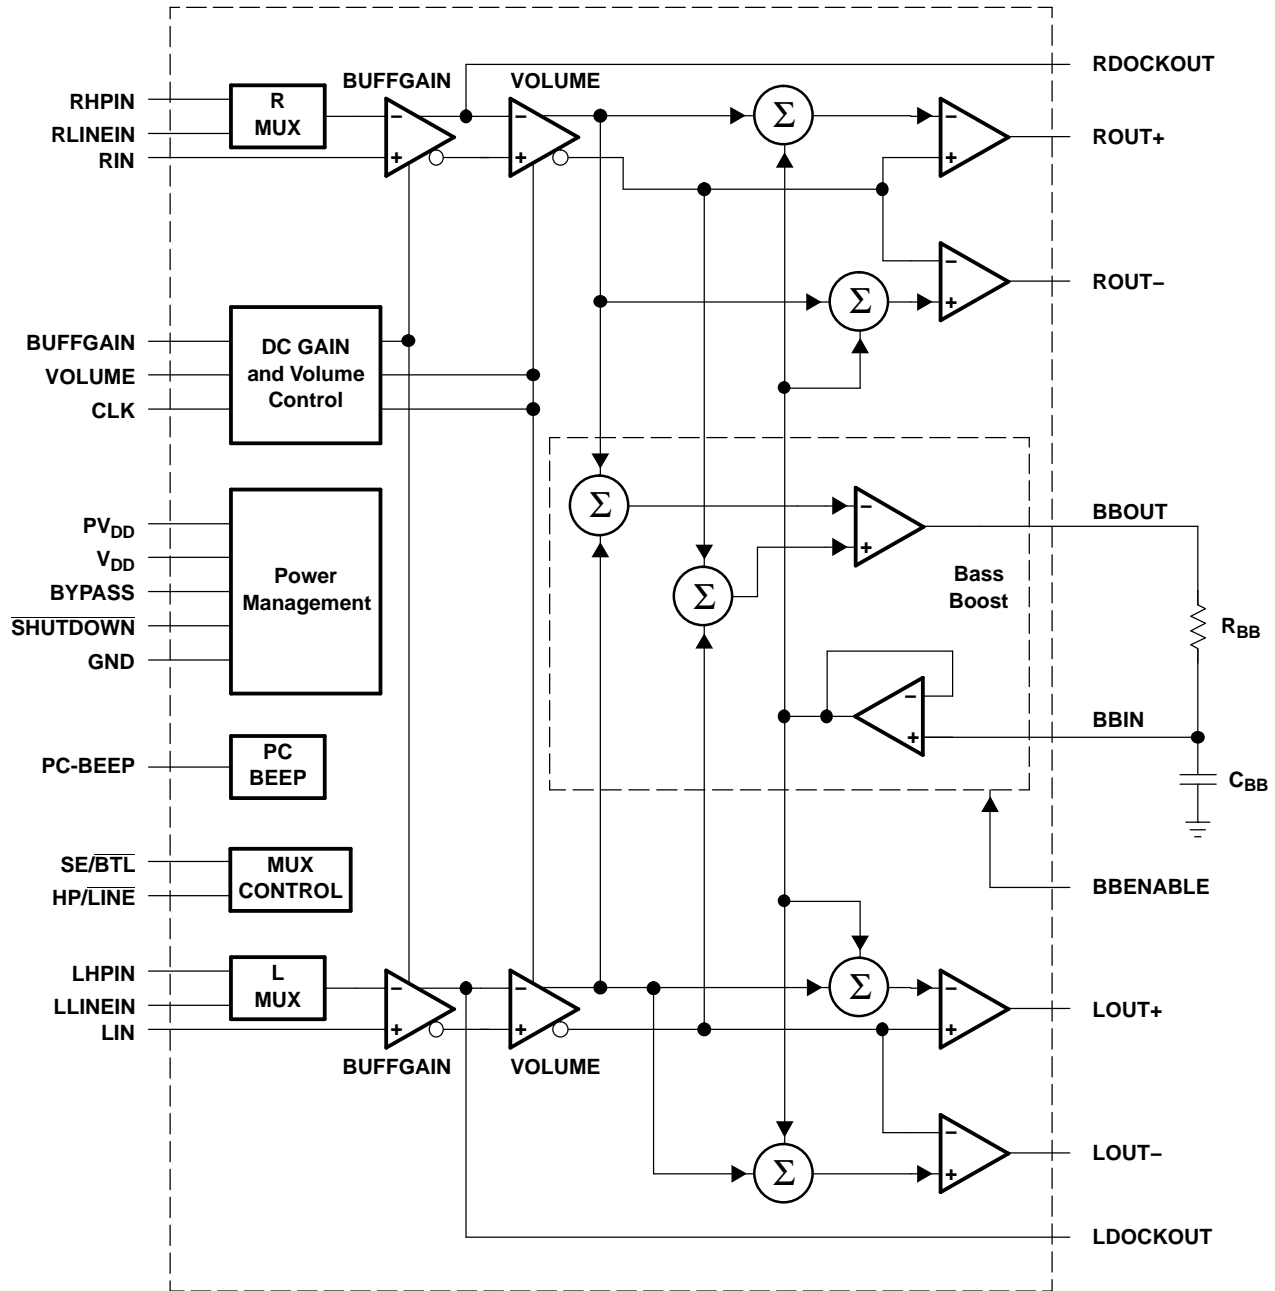 RDOCKOUT
BUFFGAIN
VOLUME
RHPIN
RLINEIN
RIN
R
MUX
−
+
−
+
Σ
−
+
ROUT+
−
+
ROUT−
Σ
BUFFGAIN
VOLUME
CLK
DC GAIN
and Volume
Control
Σ
−
+
BBOUT
PVDD
VDD
BYPASS
SHUTDOWN
GND
Power
Management
Σ
Bass
Boost
RBB
−
+
BBIN
CBB
PC-BEEP
PC
BEEP
SE/BTL
HP/LINE
MUX
CONTROL
BBENABLE
LHPIN
LLINEIN
LIN
L
MUX
−
+
−
+
Σ
−
+
LOUT+
BUFFGAIN
VOLUME
Σ
−
+
LOUT−
LDOCKOUT